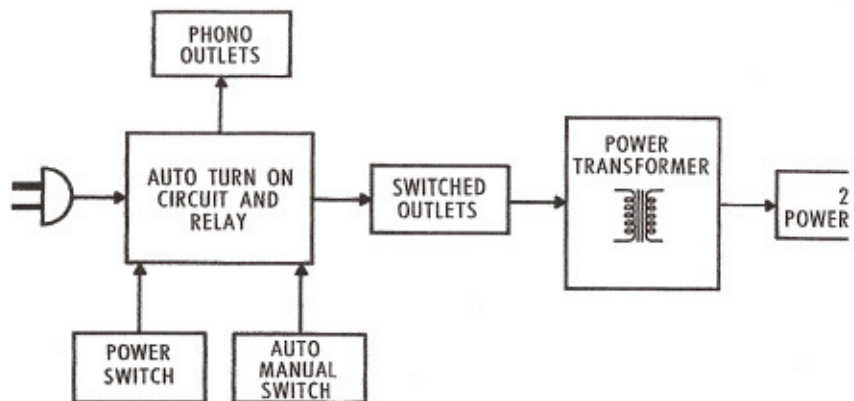 PHONO
OUTLETS
AUTO TURN ON
CIRCUIT AND
RELAY
SWITCHED
OUTLETS
POWER
TRANSFORMER
2
POWER
POWER
SWITCH
AUTO
MANUAL
SWITCH